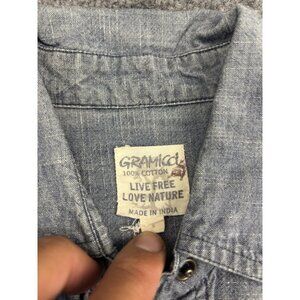 GRAMICCI
100% COTTON
LIVE FREE
LOVE NATURE
MADE IN INDIA